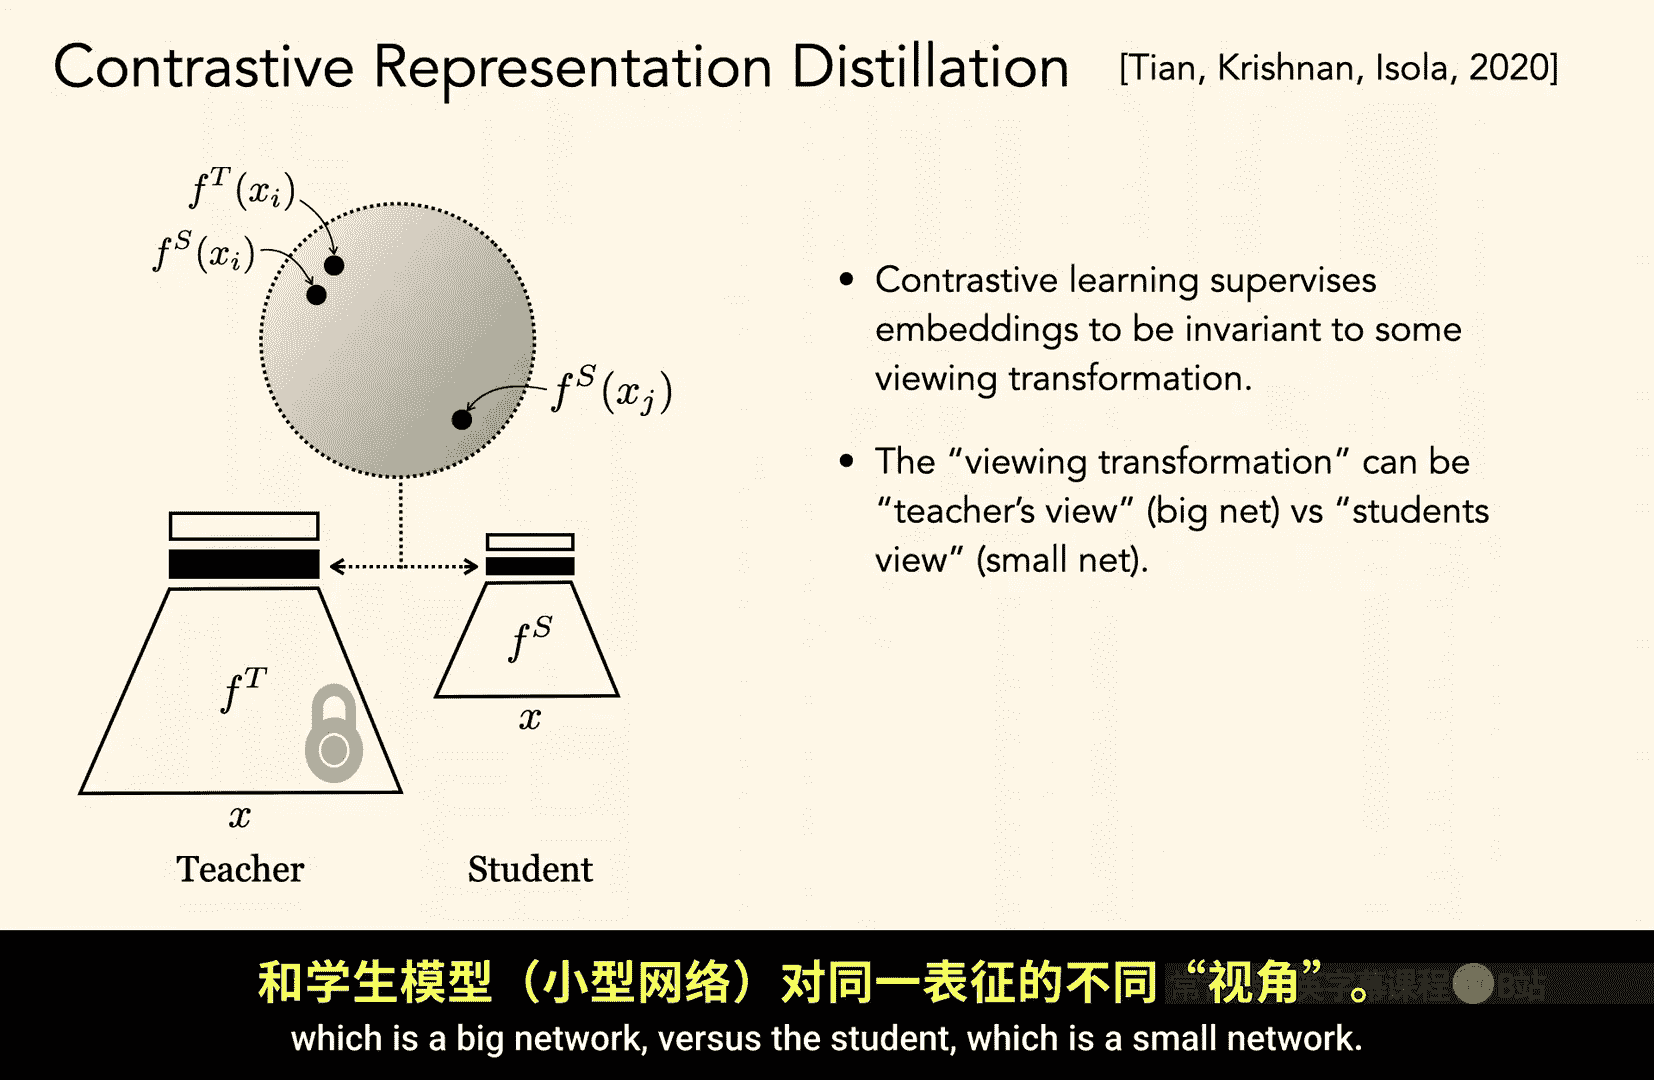 Contrastive Representation Distillation [Tian, Krishnan, Isola, 2020]
f^T(x_i)
f^S(x_i)
f^S(x_j)
• Contrastive learning supervises
embeddings to be invariant to some
viewing transformation.
• The “viewing transformation” can be
“teacher’s view” (big net) vs “students
view” (small net).
f^T
f^S
x
x
Teacher
Student
和学生模型（小型网络）对同一表征的不同“视角”。
which is a big network, versus the student, which is a small network.